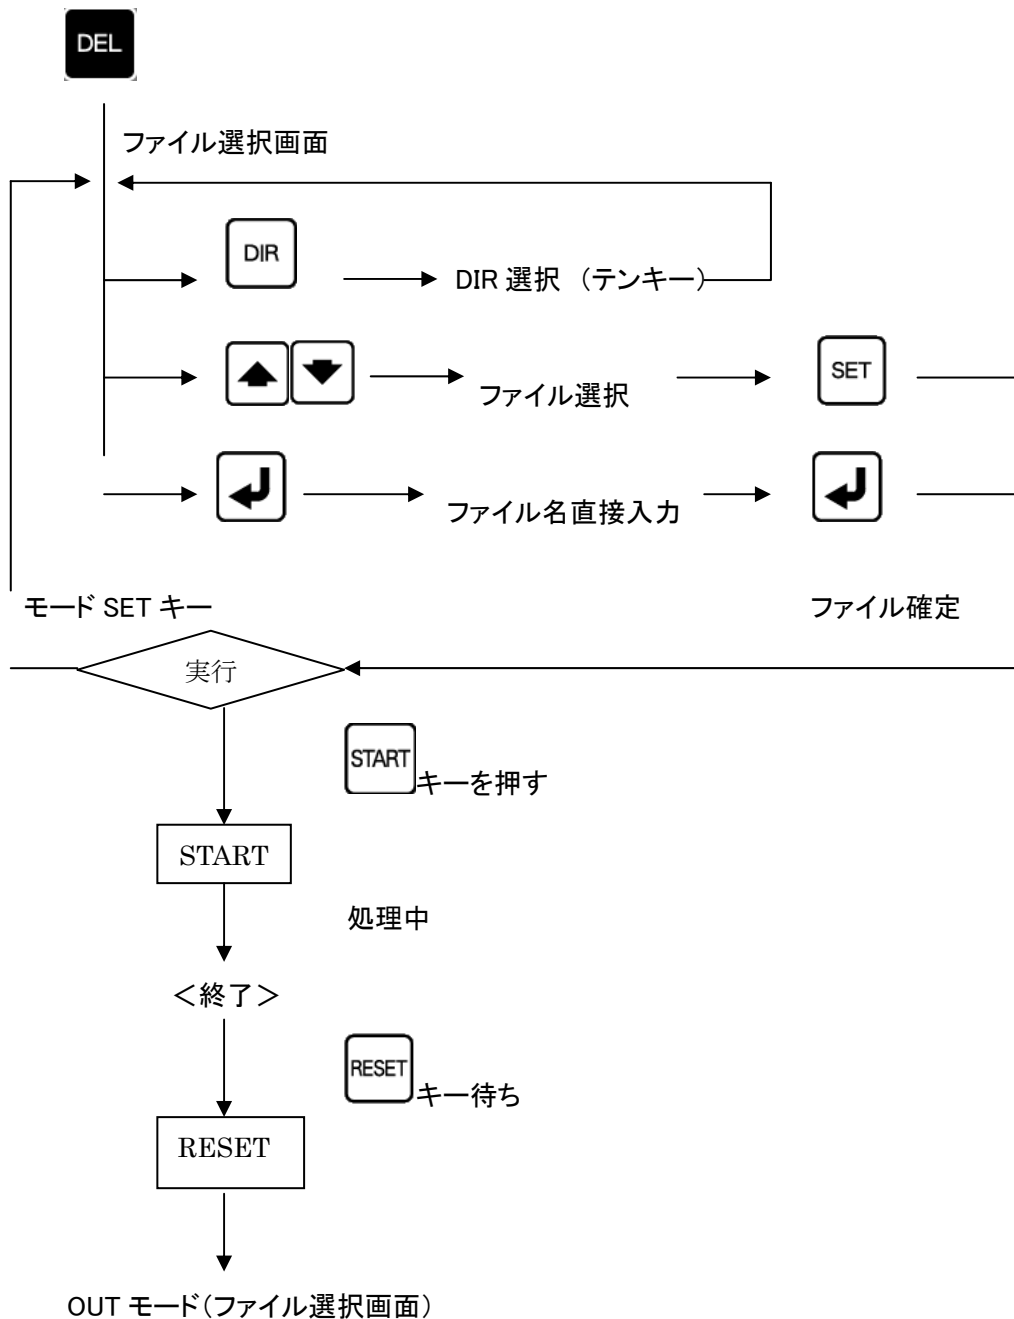 DEL
ファイル選択画面
DIR
DIR 選択 （テンキー）
ファイル選択
SET
ファイル名直接入力
モード SET キー
ファイル確定
実行
START
キーを押す
START
処理中
＜終了＞
RESET
キー待ち
RESET
OUT モード（ファイル選択画面）